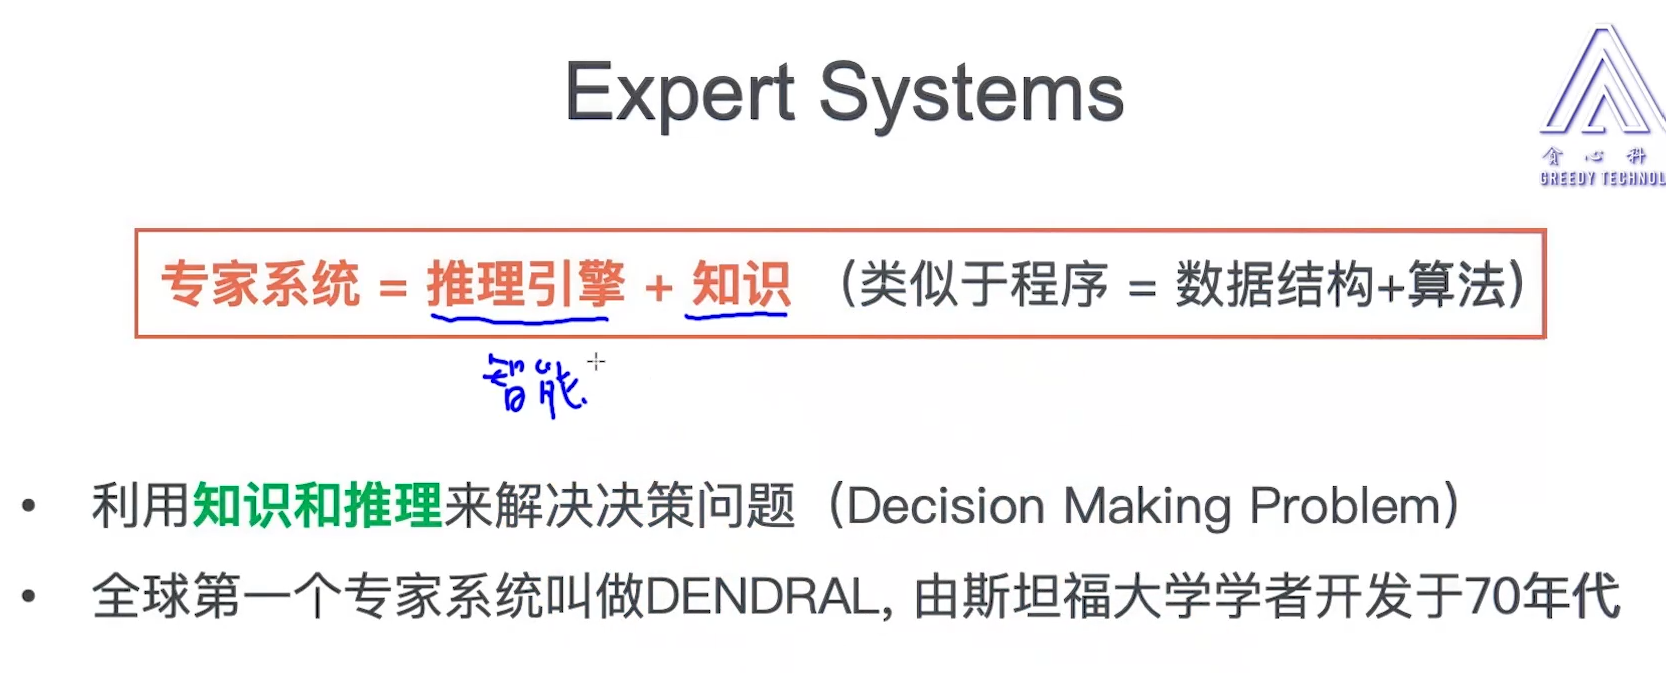 Expert Systems
贪心科
GREEDY TECHNOL
专家系统 = 推理引擎 + 知识 （类似于程序 = 数据结构+算法）
智能.
• 利用知识和推理来解决决策问题（Decision Making Problem）
• 全球第一个专家系统叫做DENDRAL, 由斯坦福大学学者开发于70年代